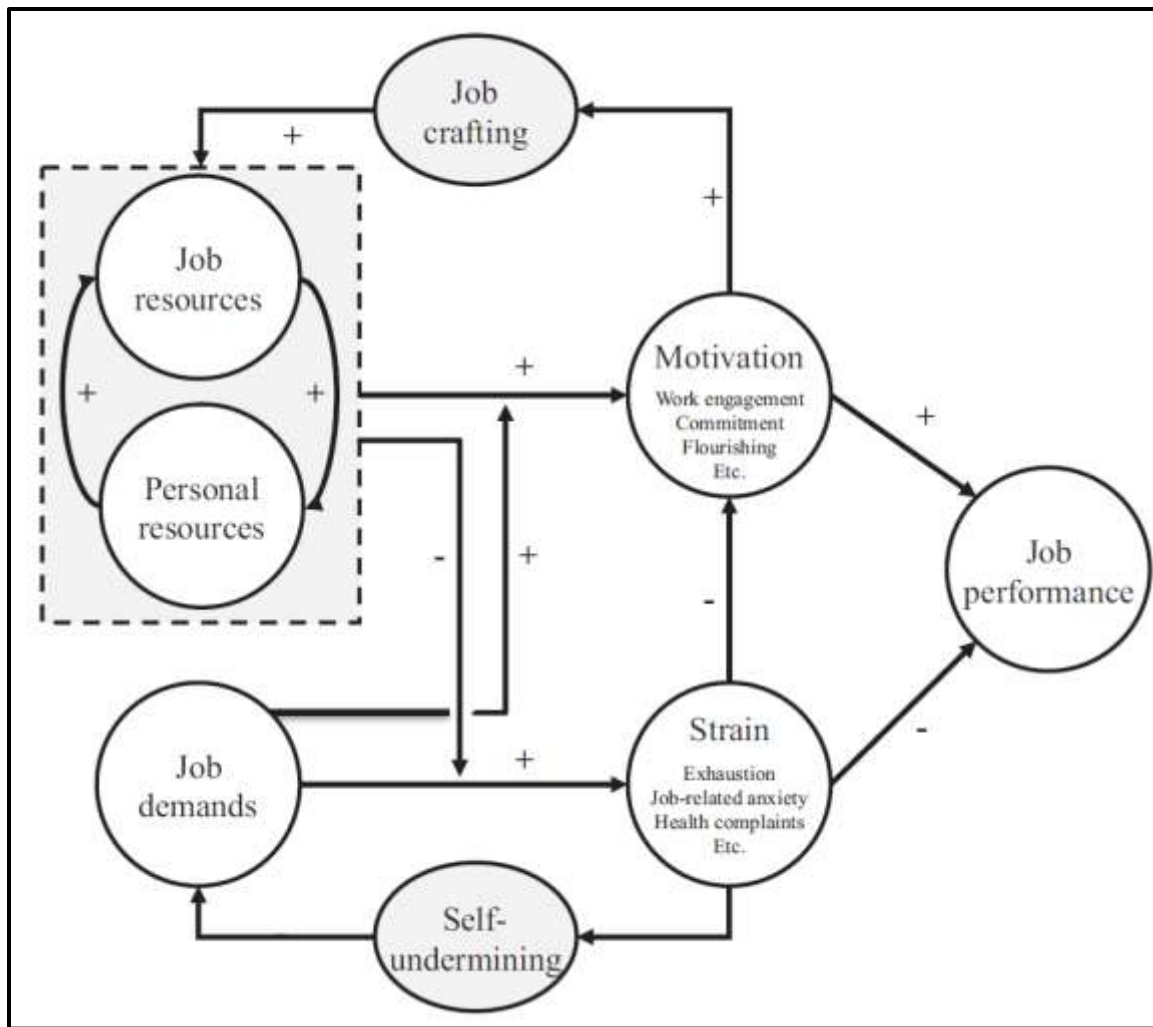 Job
crafting
+
+
Job
resources
+
+
Personal
resources
+
Motivation
Work engagement
Commitment
Flourishing
Etc.
+
-
+
-
Job
performance
Job
demands
+
Strain
Exhaustion
Job-related anxiety
Health complaints
Etc.
-
Self-
undermining